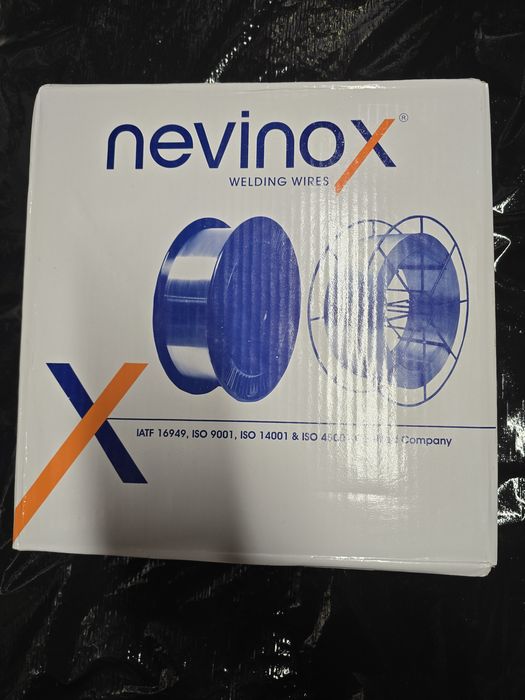 nevinox®
WELDING WIRES
IATF 16949, ISO 9001, ISO 14001 & ISO Company